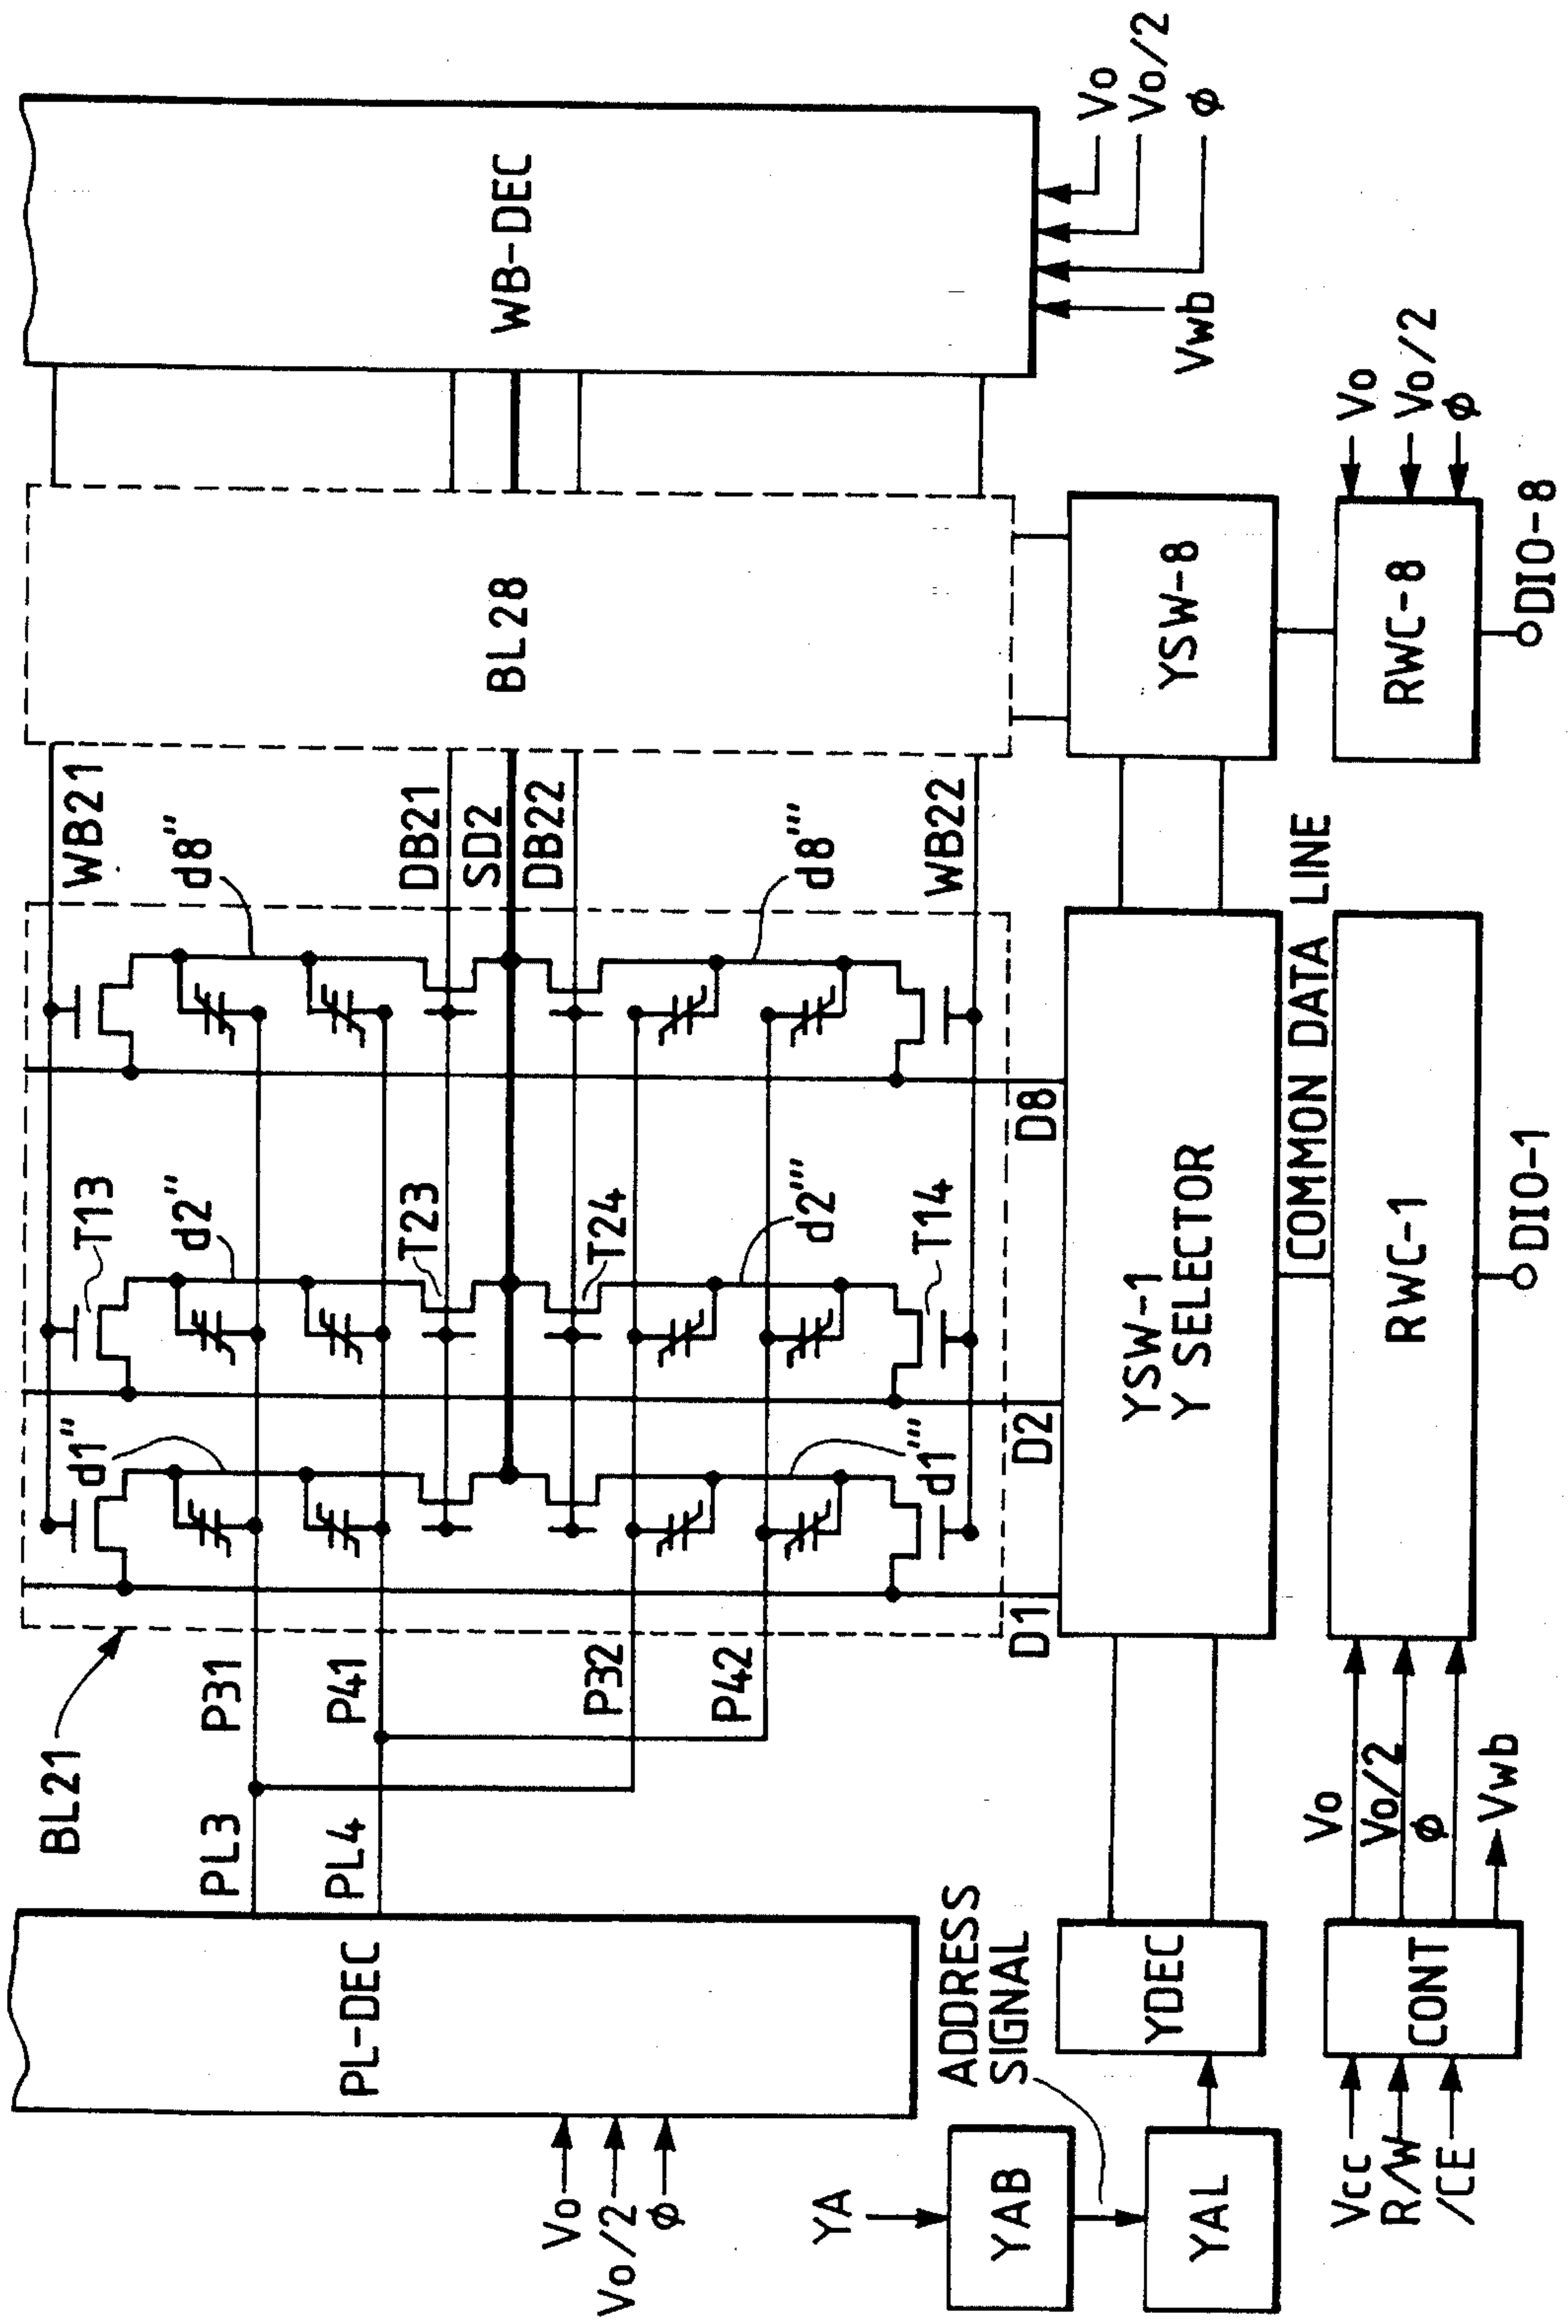 PL-DEC
Vo
Vo/2
ϕ
PL3
PL4
BL21
P31
P41
P32
P42
d1''
d2''
T13
d8''
WB21
T23
T24
DB21
SD2
DB22
d1'''
d2'''
T14
d8'''
WB22
BL28
WB-DEC
Vwb
Vo
Vo/2
ϕ
D1
D2
D8
YA
YAB
ADDRESS
SIGNAL
YAL
YDEC
YSW-1
Y SELECTOR
YSW-8
COMMON DATA LINE
Vcc
R/W
/CE
CONT
Vo
Vo/2
ϕ
Vwb
RWC-1
DIO-1
RWC-8
Vo
Vo/2
ϕ
DIO-8